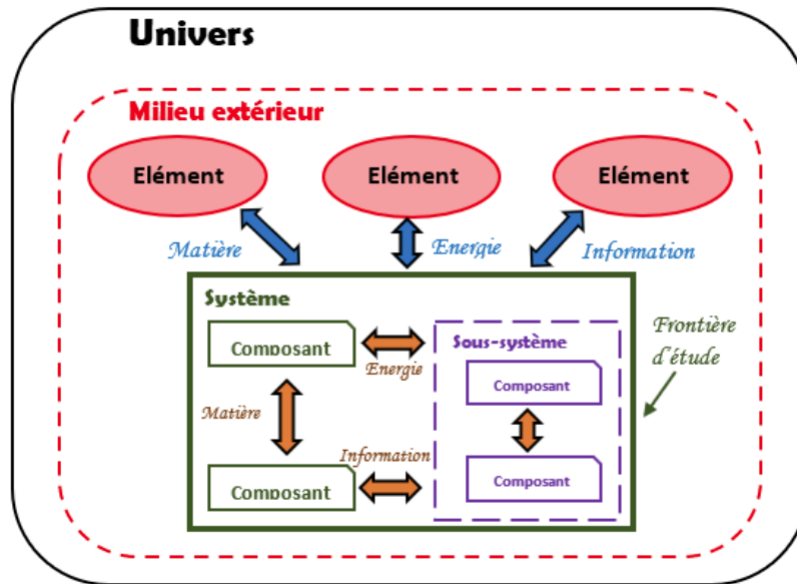 Univers
Milieu extérieur
Elément
Elément
Elément
Matière
Energie
Information
Système
Composant
Energie
Sous-système
Composant
Matière
Information
Composant
Composant
Frontière
d'étude